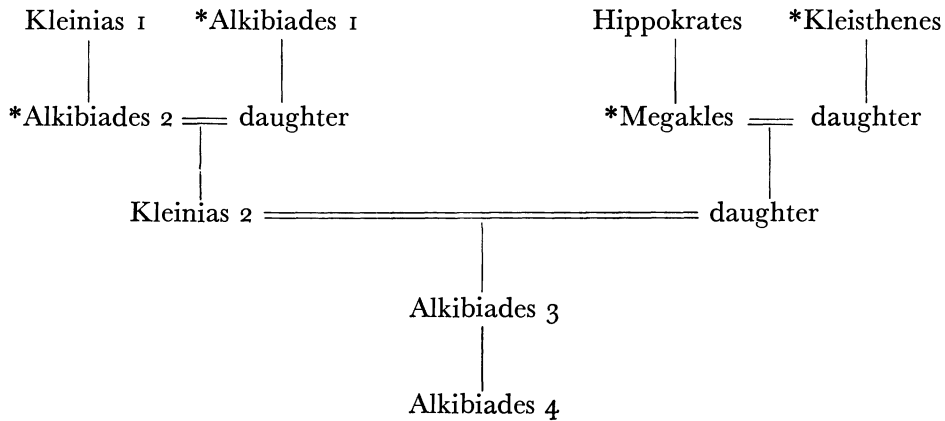 Kleinias 1 *Alkibiades 1 Hippokrates *Kleisthenes
*Alkibiades 2 daughter *Megakles daughter
Kleinias 2 daughter
Alkibiades 3
Alkibiades 4